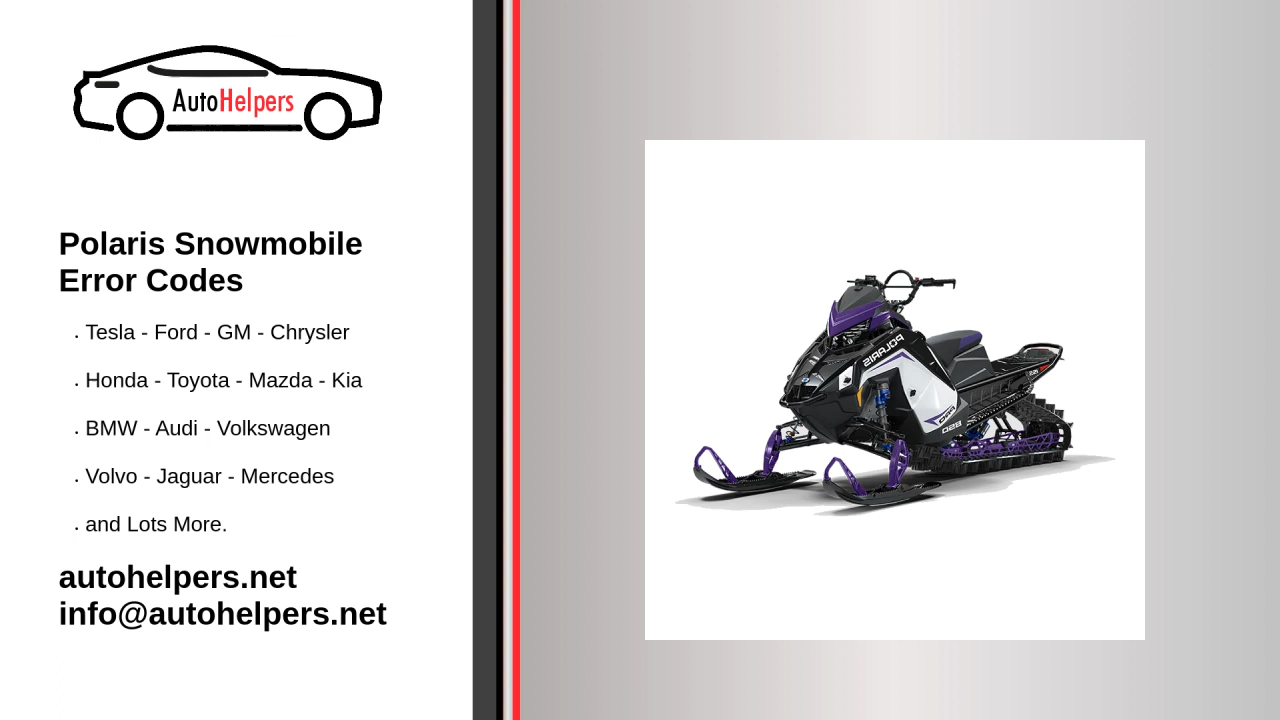 AutoHelpers
Polaris Snowmobile
Error Codes
. Tesla - Ford - GM - Chrysler
. Honda - Toyota - Mazda - Kia
. BMW - Audi - Volkswagen
. Volvo - Jaguar - Mercedes
. and Lots More.
autohelpers.net
info@autohelpers.net
POLARIS
850